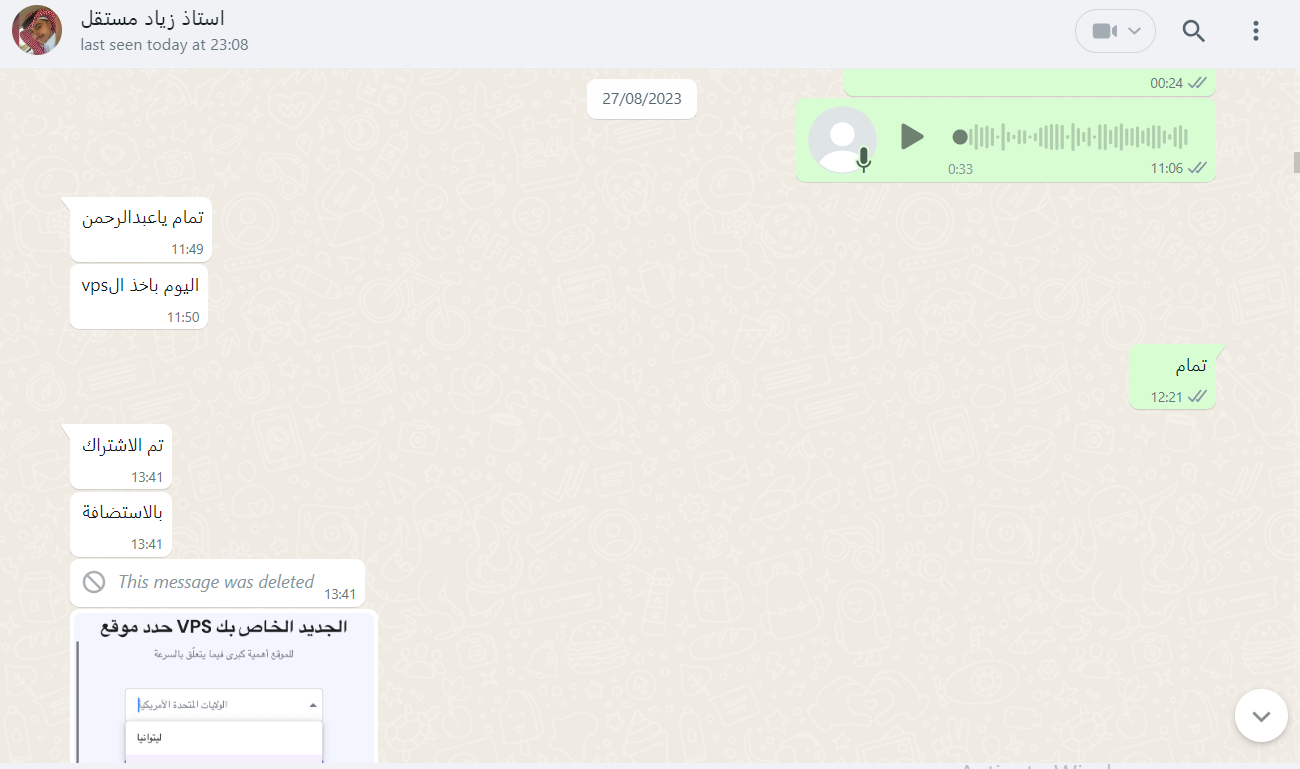 استاذ زياد مستقل
last seen today at 23:08
00:24
27/08/2023
0:33
11:06
تمام ياعبدالرحمن
11:49
اليوم باخذ الvps
11:50
تمام
12:21
تم الاشتراك
13:41
بالاستضافة
13:41
This message was deleted
13:41
الجديد الخاص بك VPS حدد موقع
للموقع أهمية كبرى فيما يتعلّق بالسرعة
الولايات المتحدة الأمريكيا
ليتوانيا